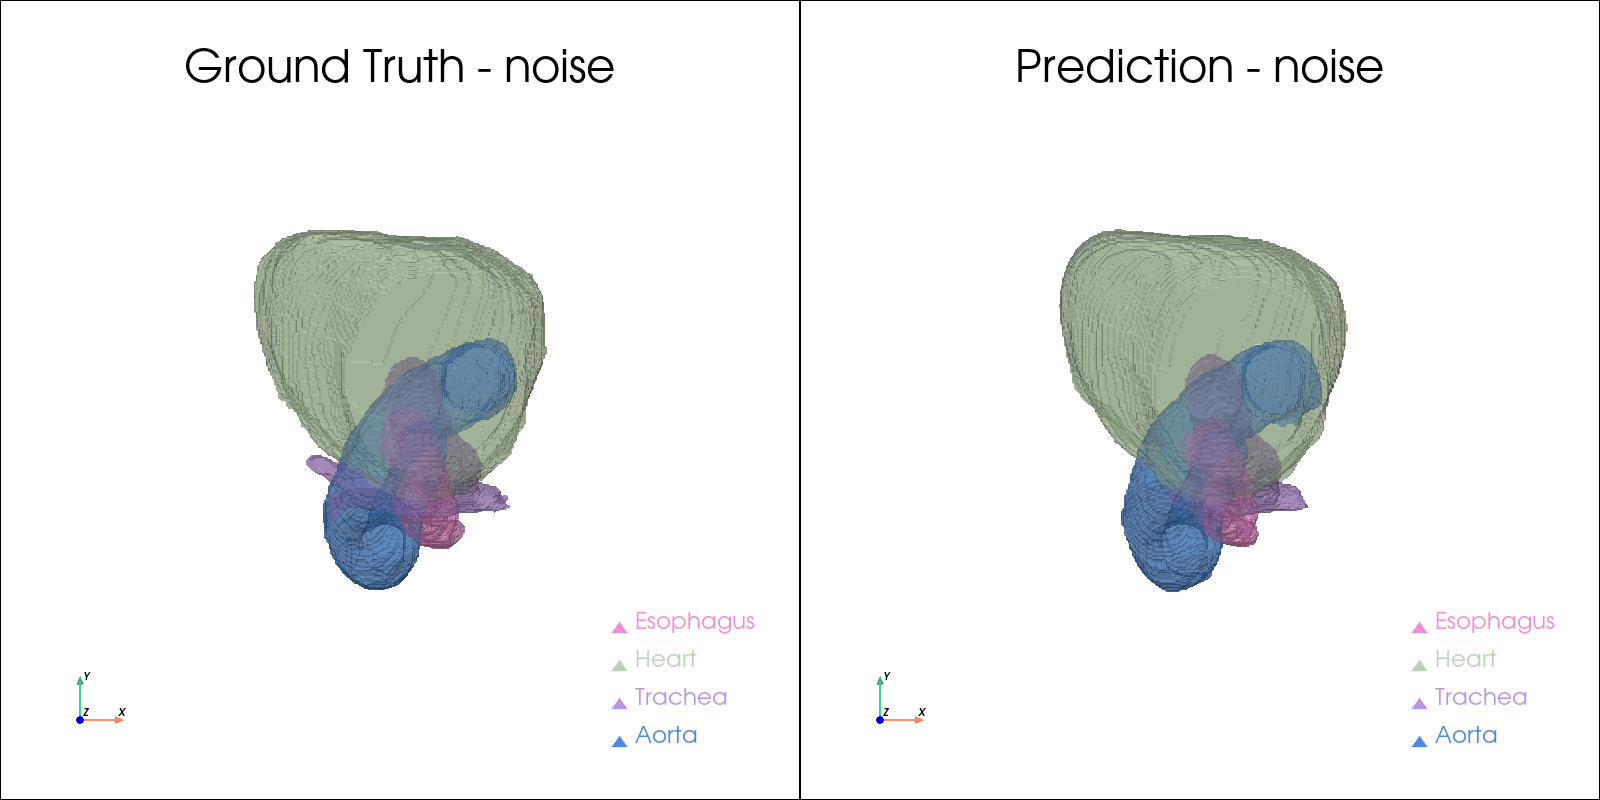 Ground Truth - noise
Esophagus
Heart
Trachea
Aorta
Y
Z
X
Prediction - noise
Esophagus
Heart
Trachea
Aorta
Y
Z
X